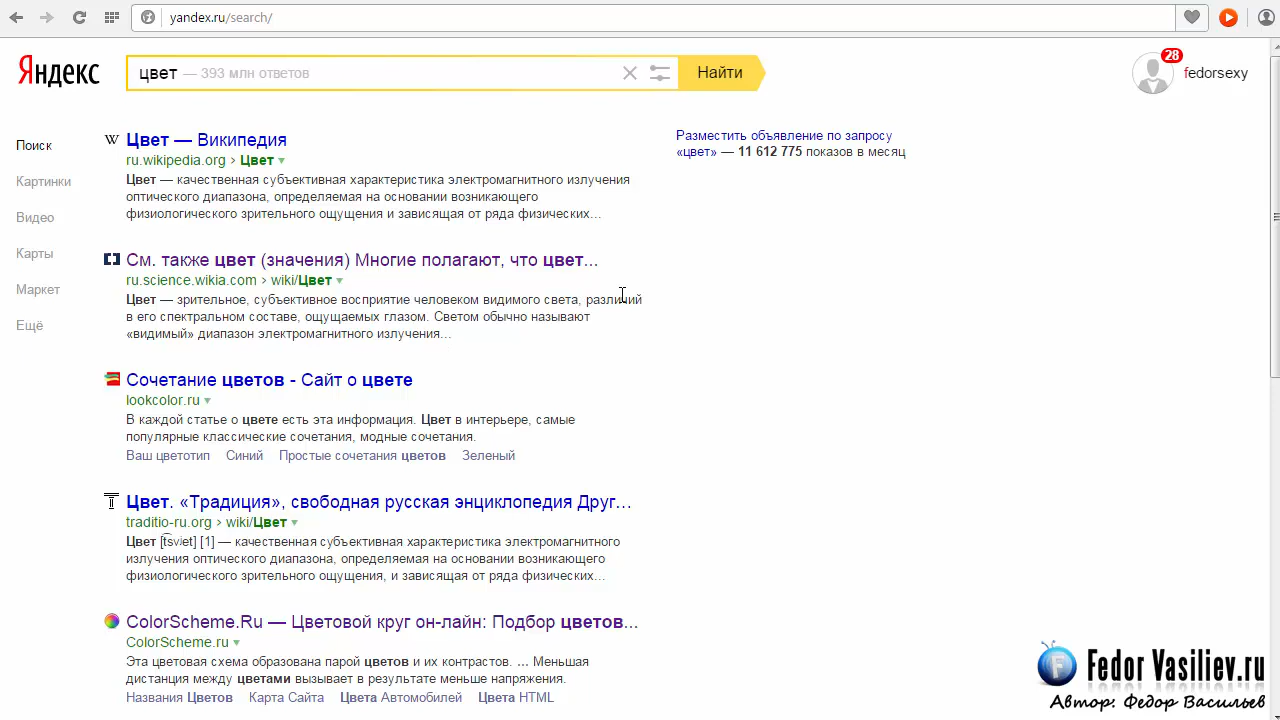 yandex.ru/search/
Яндекс
цвет — 393 млн ответов
Найти
28
fedorsexy
Поиск
Картинки
Видео
Карты
Маркет
Ещё
W
Цвет — Википедия
ru.wikipedia.org › Цвет
Цвет — качественная субъективная характеристика электромагнитного излучения
оптического диапазона, определяемая на основании возникающего
физиологического зрительного ощущения и зависящая от ряда физических...
Разместить объявление по запросу
«цвет» — 11 612 775 показов в месяц
См. также цвет (значения) Многие полагают, что цвет...
ru.science.wikia.com › wiki/Цвет
Цвет — зрительное, субъективное восприятие человеком видимого света, различий
в его спектральном составе, ощущаемых глазом. Светом обычно называют
«видимый» диапазон электромагнитного излучения...
Сочетание цветов - Сайт о цвете
lookcolor.ru
В каждой статье о цвете есть эта информация. Цвет в интерьере, самые
популярные классические сочетания, модные сочетания.
Ваш цветотип Синий Простые сочетания цветов Зеленый
Цвет. «Традиция», свободная русская энциклопедия Друг...
traditio-ru.org › wiki/Цвет
Цвет [t͡sviet] [1] — качественная субъективная характеристика электромагнитного
излучения оптического диапазона, определяемая на основании возникающего
физиологического зрительного ощущения, и зависящая от ряда физических...
ColorScheme.Ru — Цветовой круг он-лайн: Подбор цветов...
ColorScheme.ru
Эта цветовая схема образована парой цветов и их контрастов. ... Меньшая
дистанция между цветами вызывает в результате меньше напряжения.
Названия Цветов Карта Сайта Цвета Автомобилей Цвета HTML
Fedor Vasiliev.ru
Автор: Федор Васильев